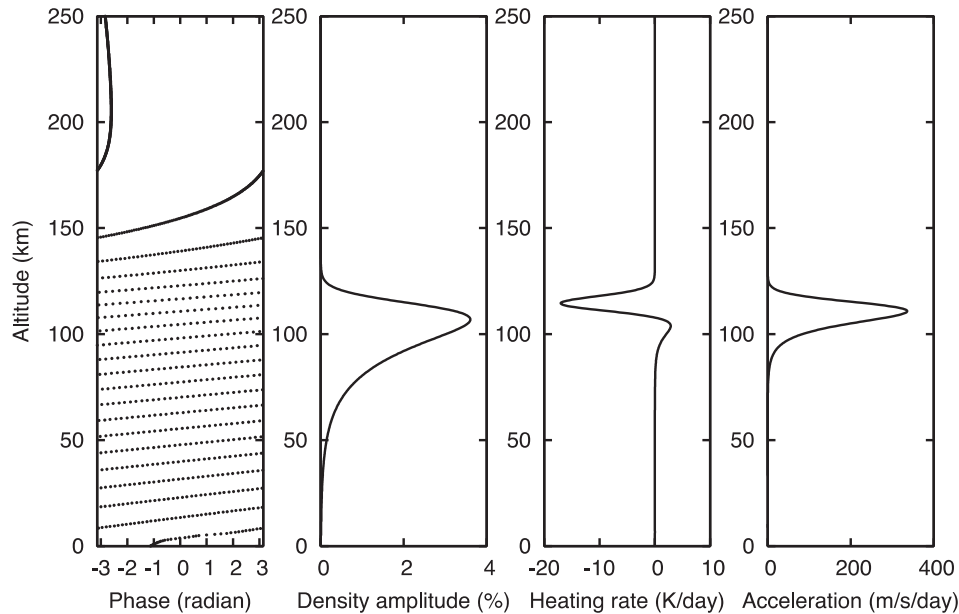 250 250 250 250
200 200 200 200
150 150 150 150
100 100 100 100
50 50 50 50
0 0 0 0
Altitude (km)
-3 -2 -1 0 1 2 3 0 2 4 -20 -10 0 10 0 200 400
Phase (radian) Density amplitude (%) Heating rate (K/day) Acceleration (m/s/day)